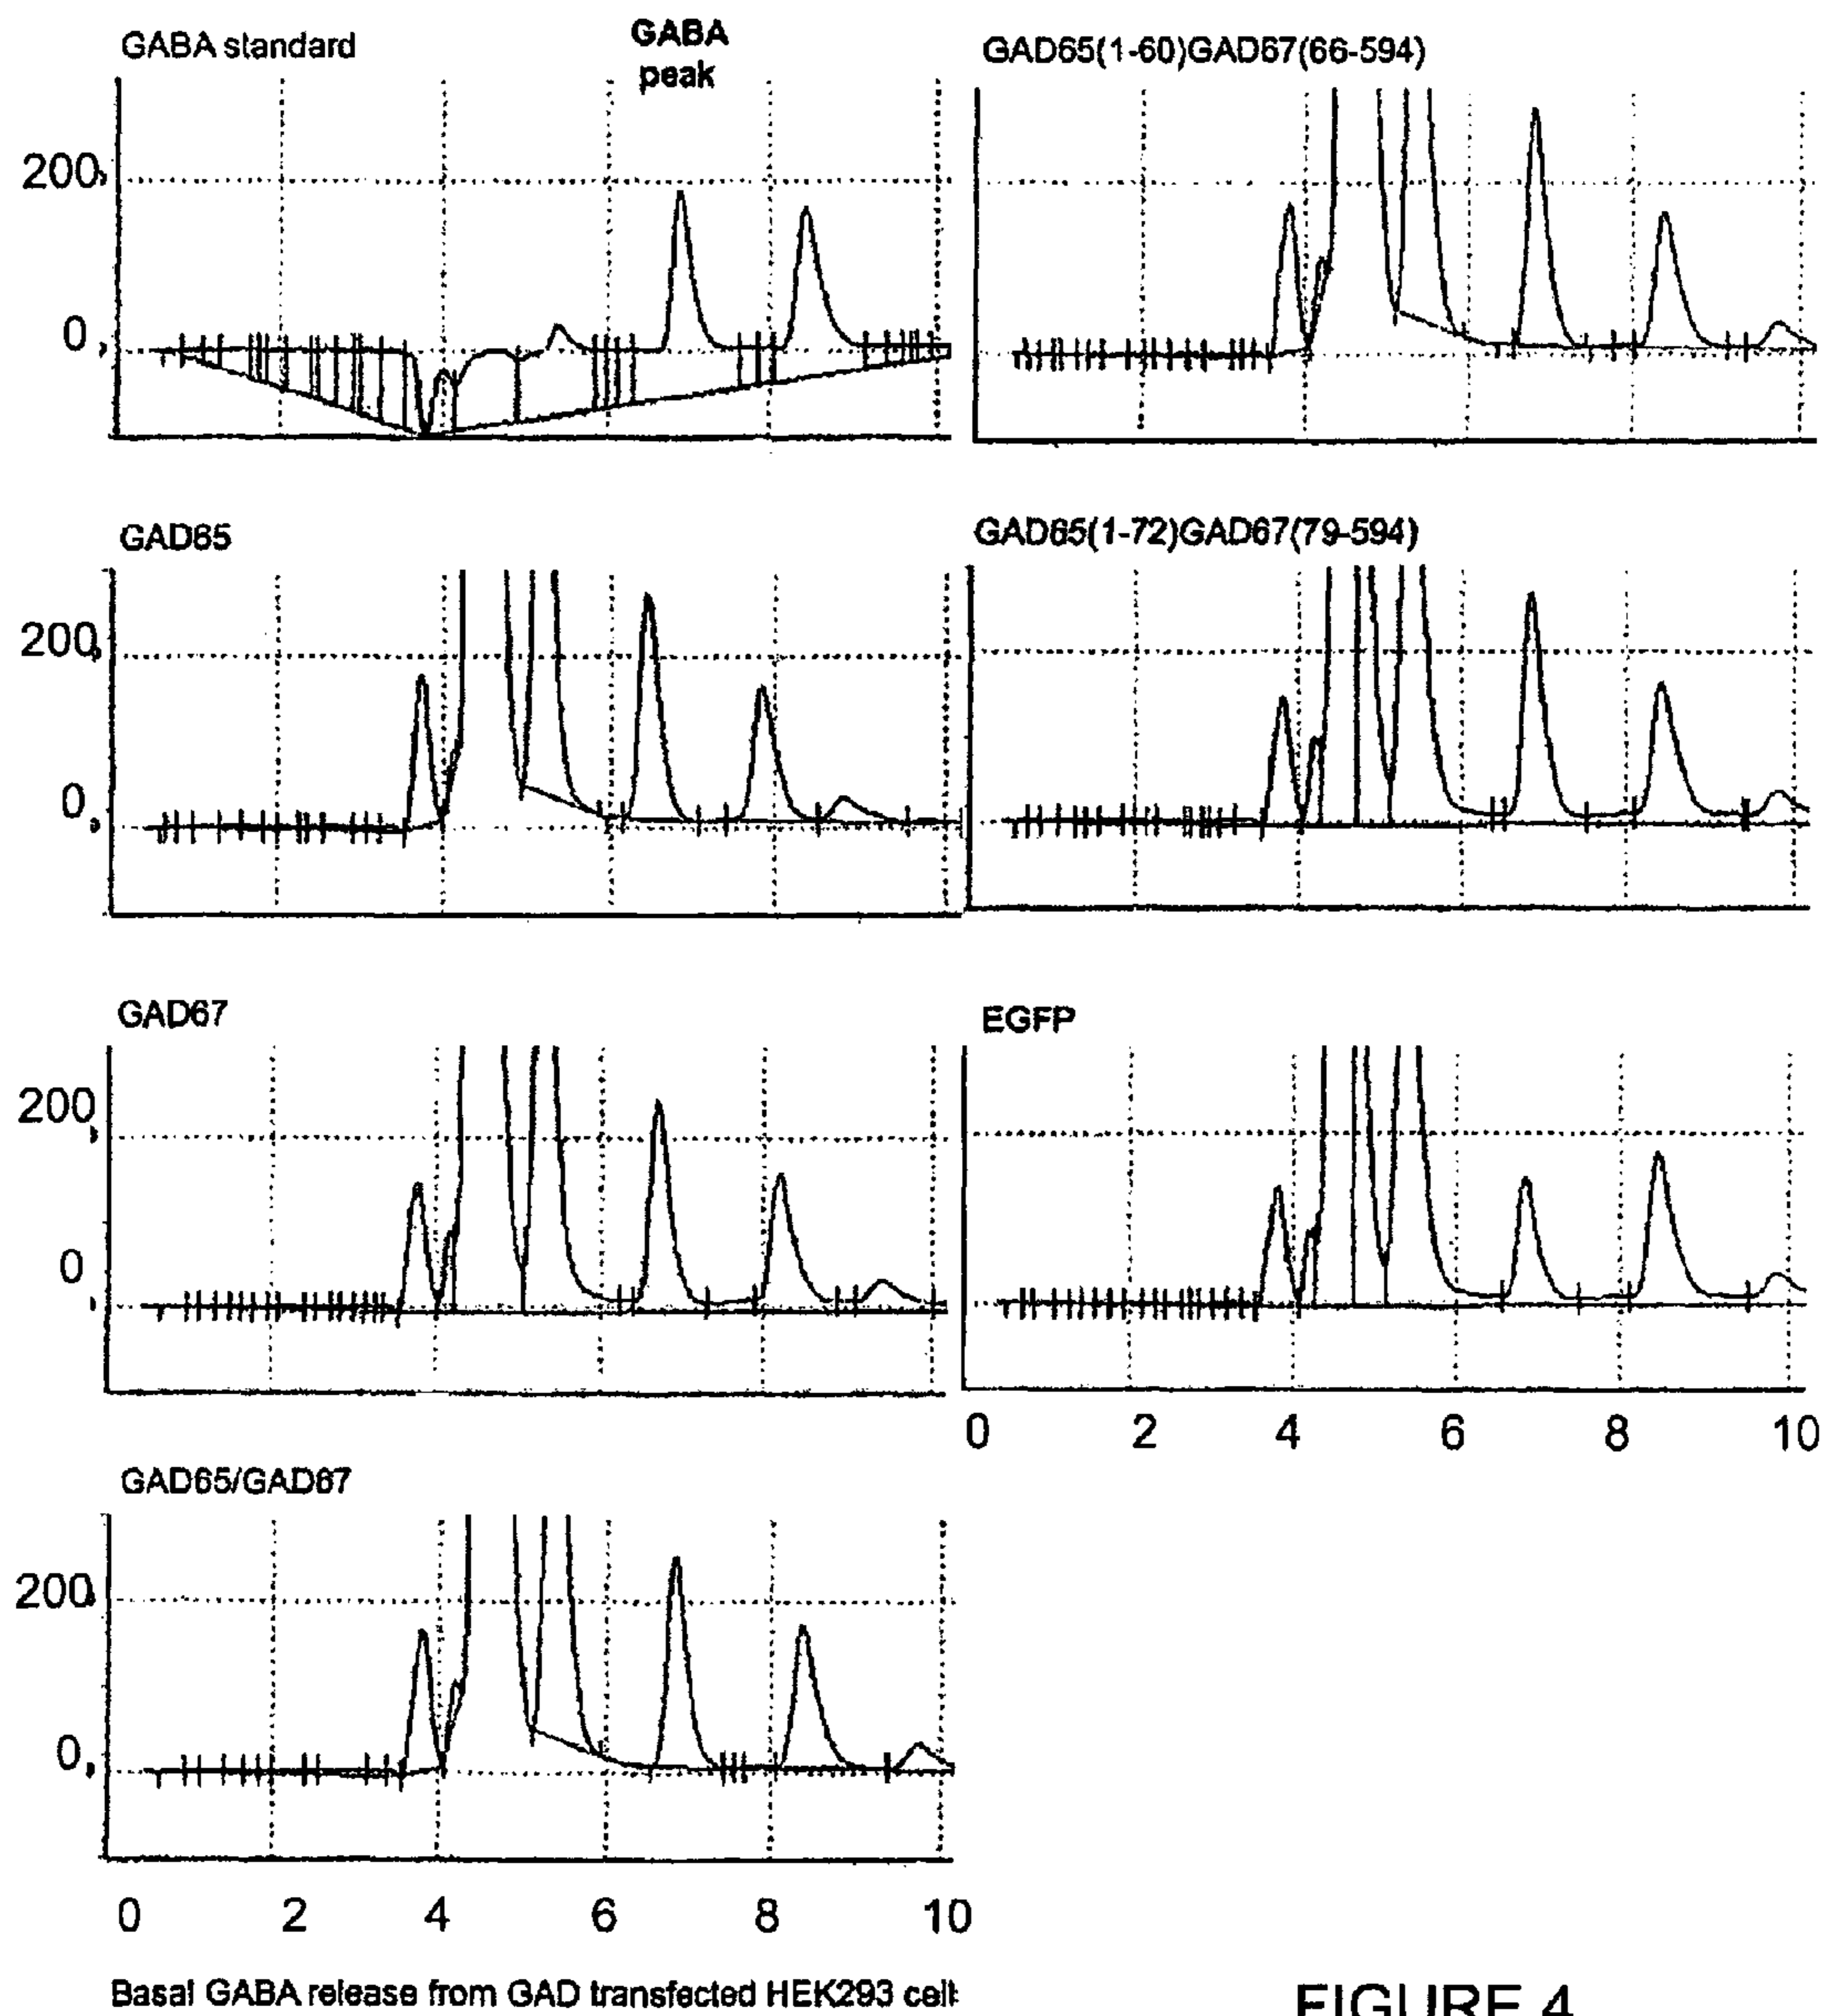 GABA standard
GABA
peak
GAD65(1-60)GAD67(66-594)
200
0
GAD65
GAD65(1-72)GAD67(79-594)
200
0
GAD67
EGFP
200
0
0 2 4 6 8 10
GAD65/GAD67
200
0
0 2 4 6 8 10
Basal GABA release from GAD transfected HEK293 cell
FIGURE 4